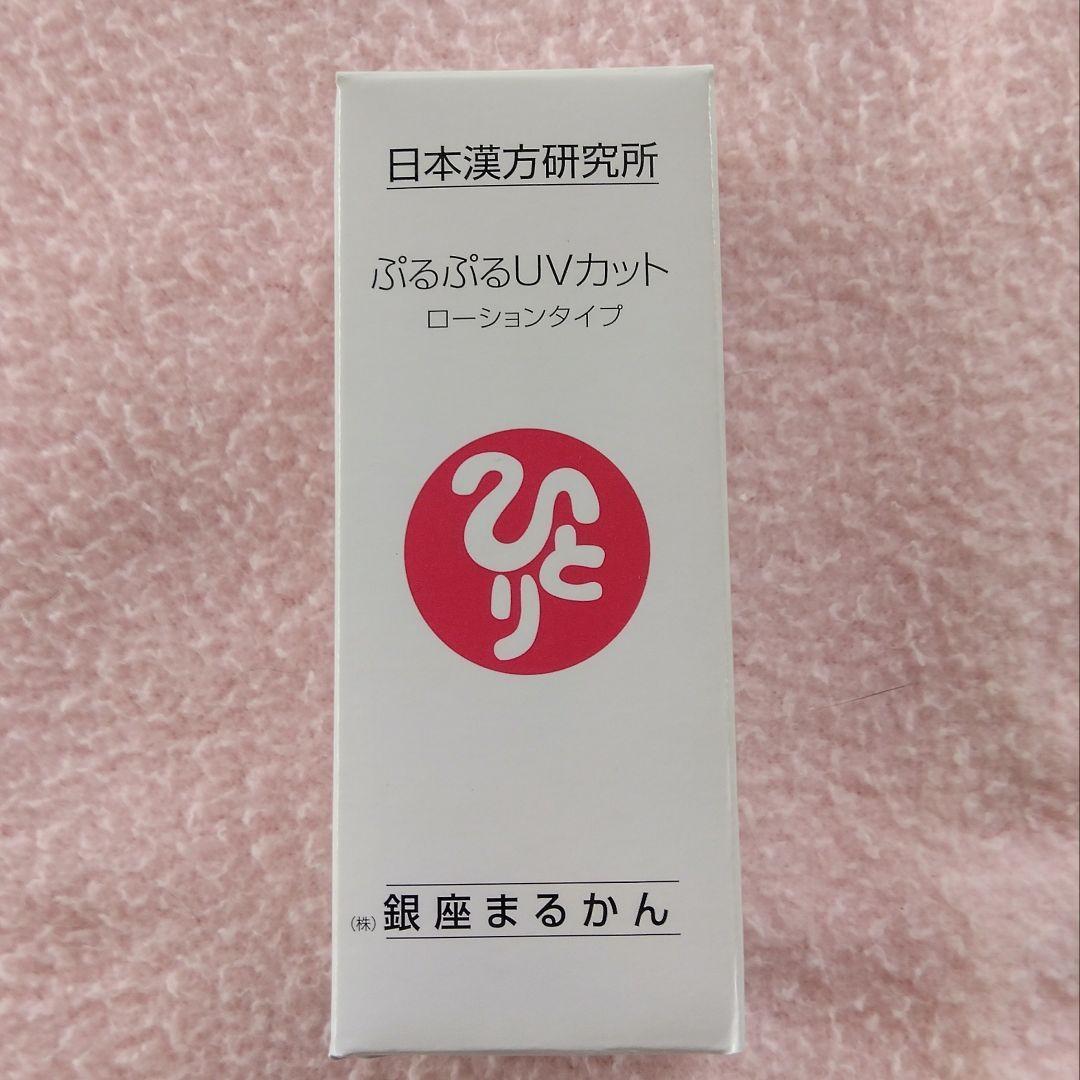 日本漢方研究所
ぷるぷるUVカット
ローションタイプ
ひとり
(株)銀座まるかん